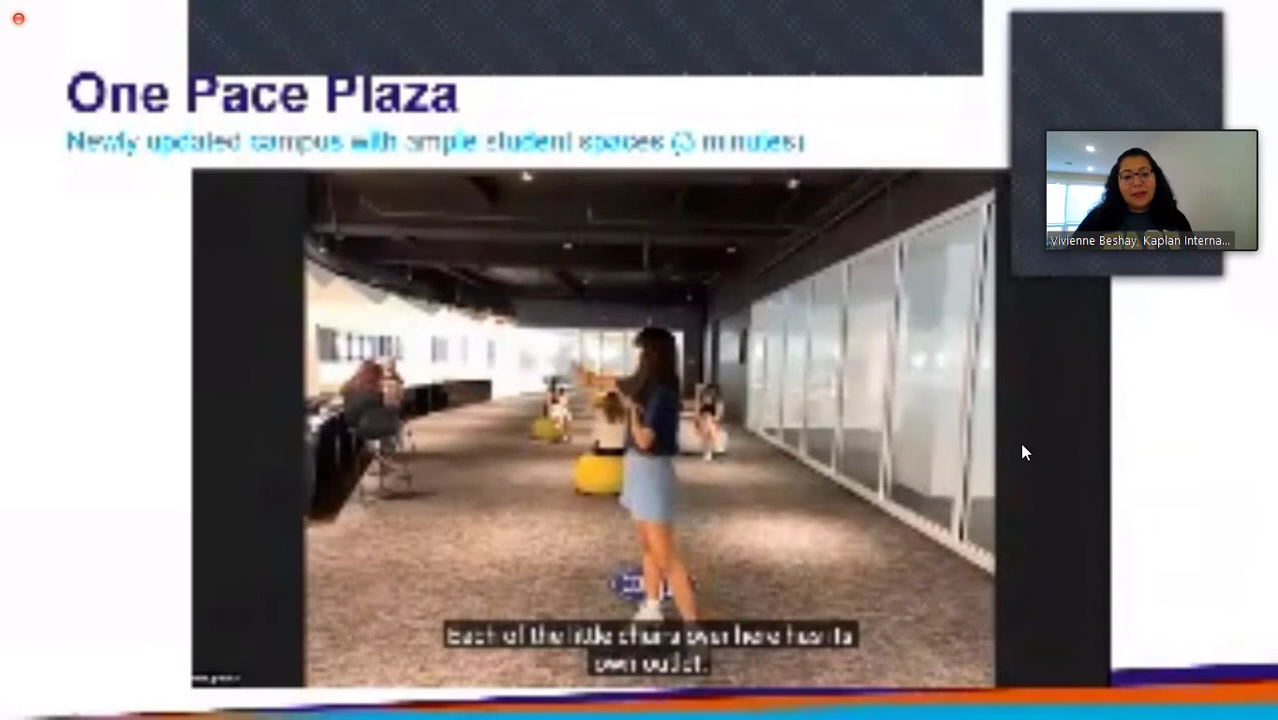 One Pace Plaza
Newly updated campus with ample student spaces (3 minutes)
Vivienne Beshay, Kaplan Interna...
Each of the little chairs over here has its
own outlet.